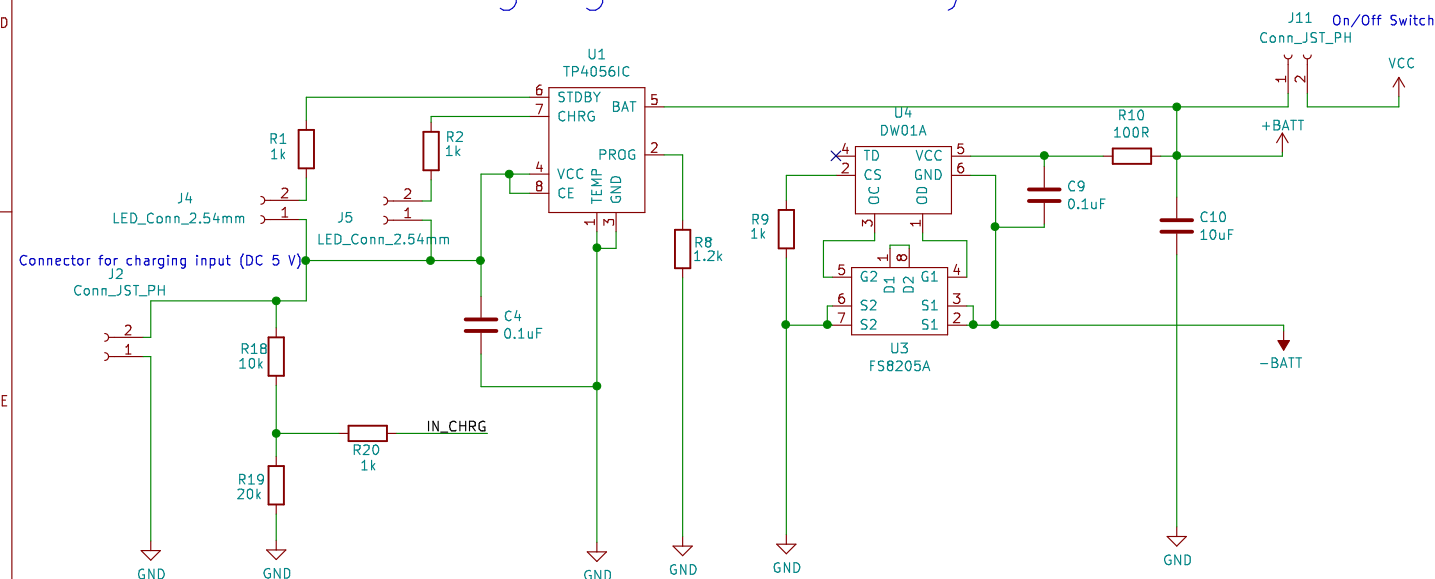 D
J11
On/Off Switch
Conn_JST_PH
1
2
VCC
U1
TP4056IC
6
STDBY
7
CHRG
BAT
5
PROG
2
4
VCC
8
CE
TEMP
GND
1
3
R1
1k
R2
1k
J4
2
LED_Conn_2.54mm
1
J5
2
1
LED_Conn_2.54mm
Connector for charging input (DC 5 V)
J2
Conn_JST_PH
2
1
R18
10k
R20
1k
IN_CHRG
R19
20k
C4
0.1uF
R8
1.2k
U4
DW01A
4
TD
VCC
5
2
CS
GND
6
OC
OD
3
1
R9
1k
R10
100R
+BATT
C9
0.1uF
C10
10uF
1
8
5
G2
D1
D2
G1
4
6
S2
S1
3
7
S2
S1
2
U3
FS8205A
-BATT
E
GND
GND
GND
GND
GND
GND